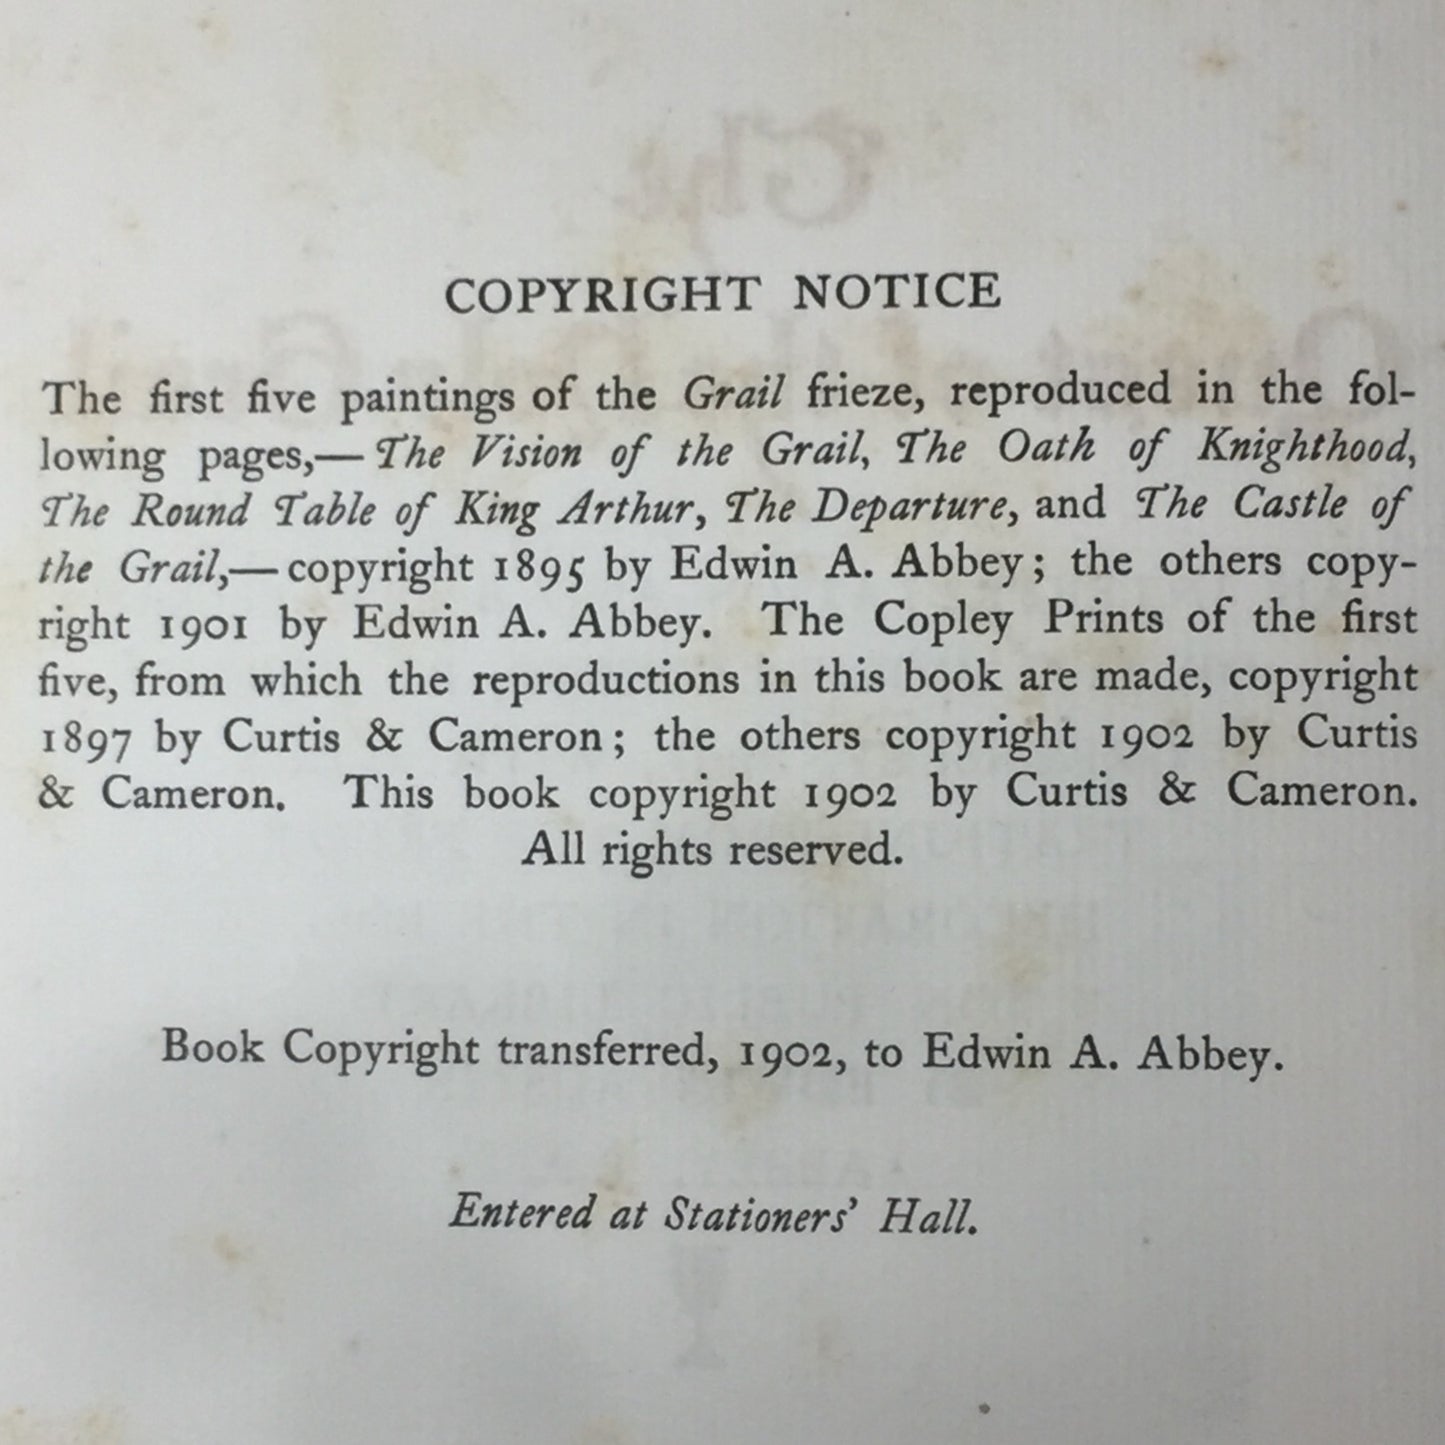 COPYRIGHT NOTICE
The first five paintings of the Grail frieze, reproduced in the fol-
lowing pages,—The Vision of the Grail, The Oath of Knighthood,
The Round Table of King Arthur, The Departure, and The Castle of
the Grail,—copyright 1895 by Edwin A. Abbey; the others copy-
right 1901 by Edwin A. Abbey. The Copley Prints of the first
five, from which the reproductions in this book are made, copyright
1897 by Curtis & Cameron; the others copyright 1902 by Curtis
& Cameron. This book copyright 1902 by Curtis & Cameron.
All rights reserved.
Book Copyright transferred, 1902, to Edwin A. Abbey.
Entered at Stationers' Hall.